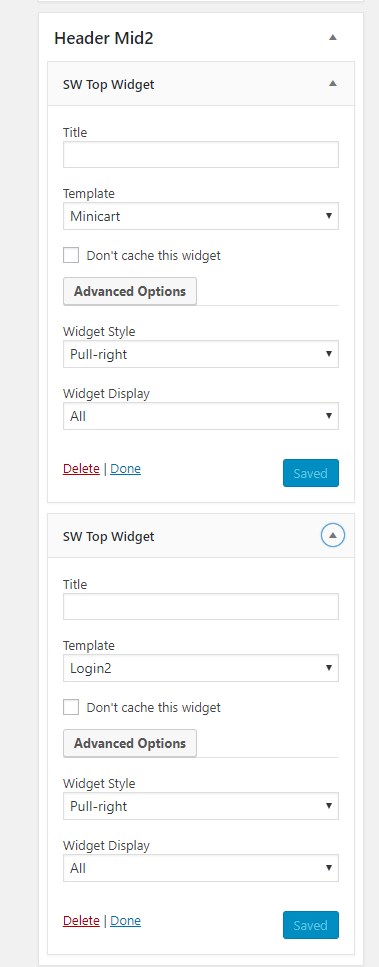 Header Mid2
SW Top Widget
Title
Template
Minicart
Don't cache this widget
Advanced Options
Widget Style
Pull-right
Widget Display
All
Delete | Done
Saved
SW Top Widget
Title
Template
Login2
Don't cache this widget
Advanced Options
Widget Style
Pull-right
Widget Display
All
Delete | Done
Saved